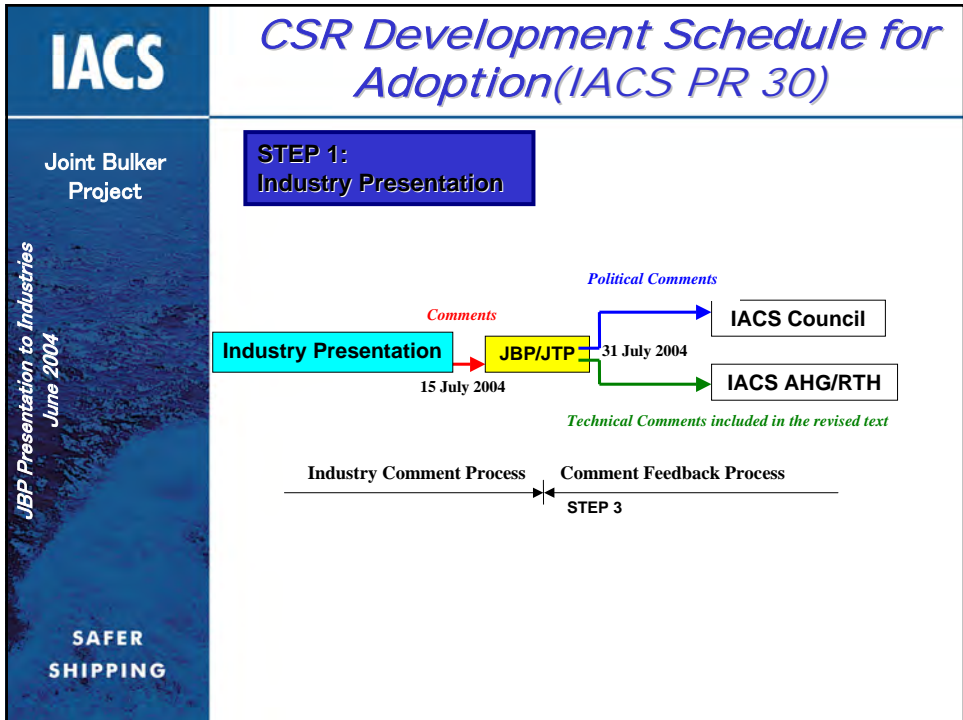 IACS
CSR Development Schedule for
Adoption(IACS PR 30)
Joint Bulker
Project
JBP Presentation to Industries
June 2004
SAFER
SHIPPING
STEP 1:
Industry Presentation
Political Comments
Comments
IACS Council
Industry Presentation
JBP/JTP
31 July 2004
15 July 2004
IACS AHG/RTH
Technical Comments included in the revised text
Industry Comment Process
Comment Feedback Process
STEP 3